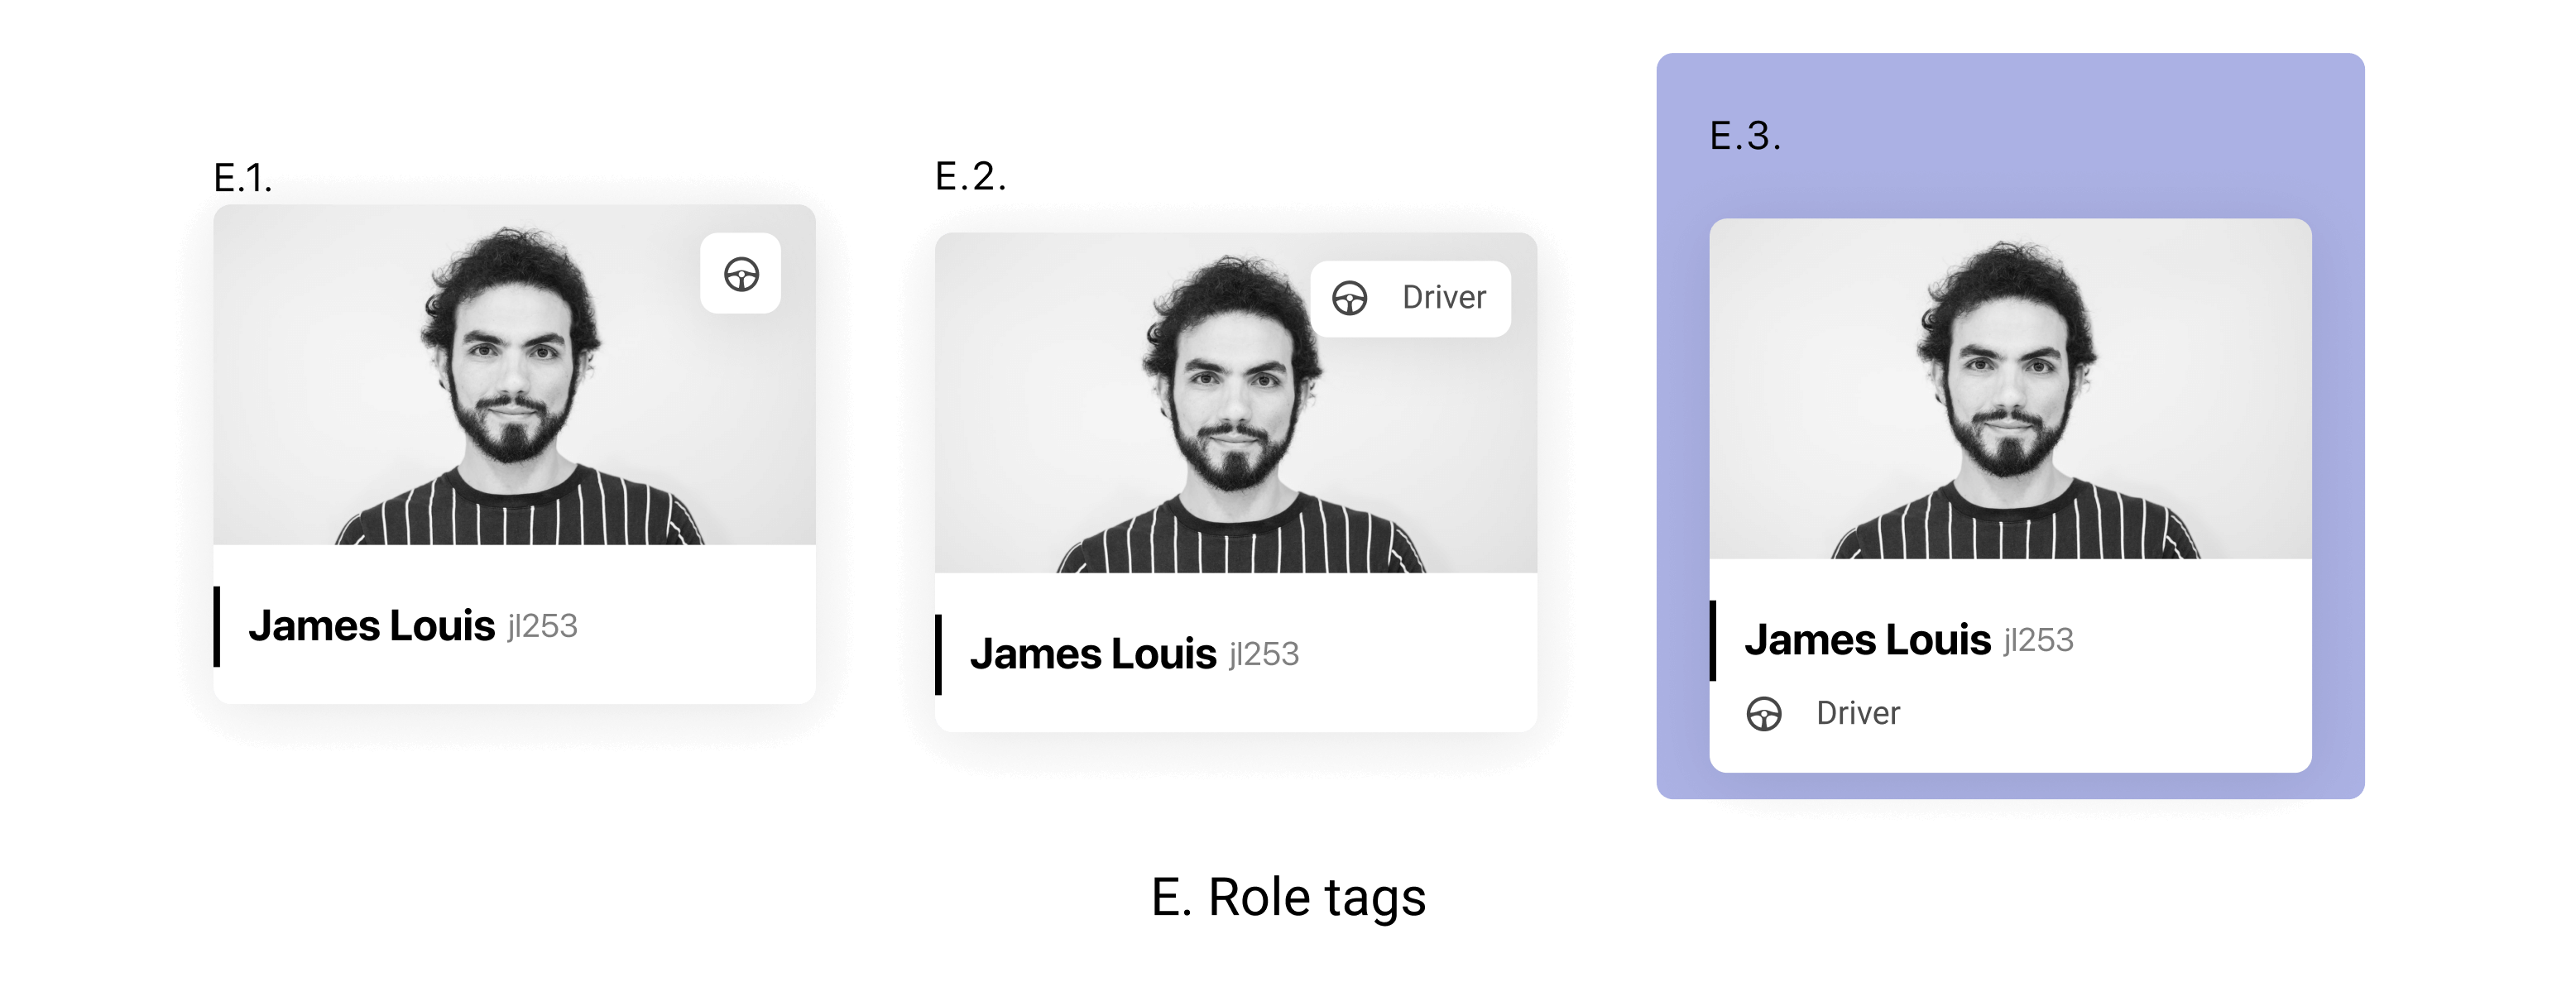 E.1.
James Louis jl253
E.2.
Driver
James Louis jl253
E.3.
James Louis jl253
Driver
E. Role tags